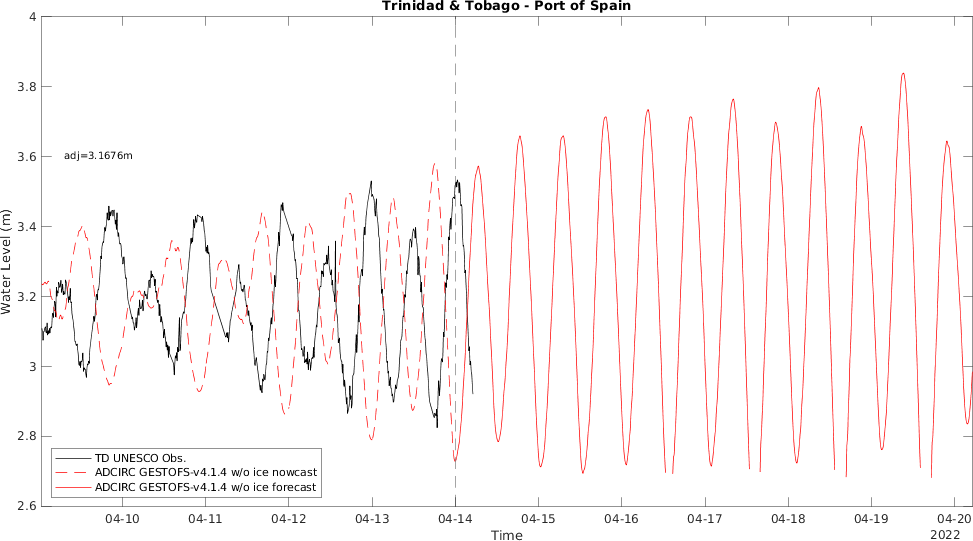 Trinidad & Tobago - Port of Spain
4
3.8
3.6
3.4
3.2
3
2.8
2.6
Water Level (m)
adj=3.1676m
TD UNESCO Obs.
ADCIRC GESTOFS-v4.1.4 w/o ice nowcast
ADCIRC GESTOFS-v4.1.4 w/o ice forecast
04-10 04-11 04-12 04-13 04-14 04-15 04-16 04-17 04-18 04-19 04-20
Time 2022